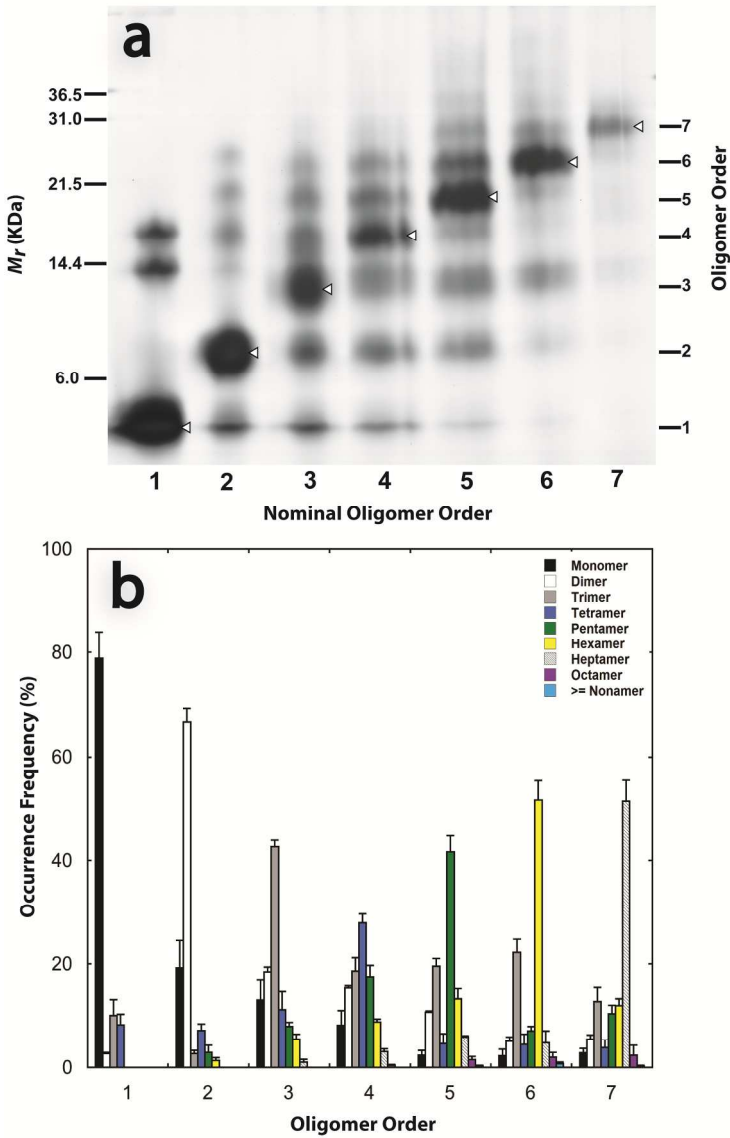 a
36.5
31.0
21.5
14.4
6.0
Mr (KDa)
7
6
5
4
3
2
1
Oligomer Order
1 2 3 4 5 6 7
Nominal Oligomer Order
b
100
80
60
40
20
0
Occurrence Frequency (%)
Monomer
Dimer
Trimer
Tetramer
Pentamer
Hexamer
Heptamer
Octamer
>= Nonamer
1 2 3 4 5 6 7
Oligomer Order